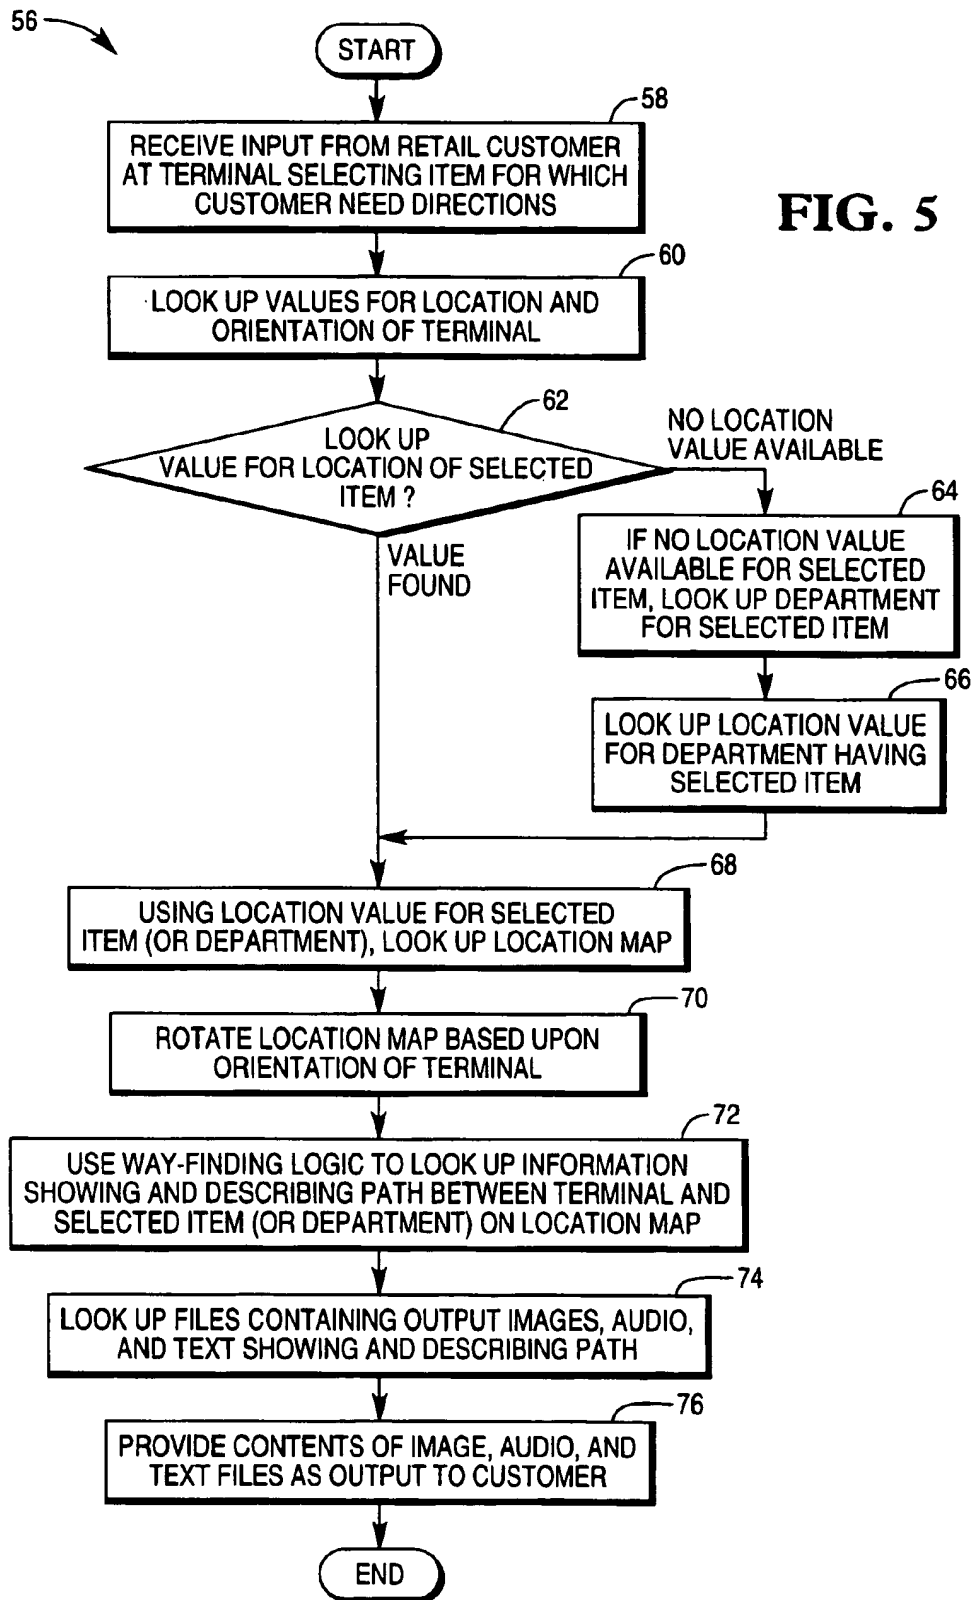 56
START
58
RECEIVE INPUT FROM RETAIL CUSTOMER
AT TERMINAL SELECTING ITEM FOR WHICH
CUSTOMER NEED DIRECTIONS
FIG. 5
60
LOOK UP VALUES FOR LOCATION AND
ORIENTATION OF TERMINAL
62
LOOK UP
VALUE FOR LOCATION OF SELECTED
ITEM ?
NO LOCATION
VALUE AVAILABLE
VALUE
FOUND
64
IF NO LOCATION VALUE
AVAILABLE FOR SELECTED
ITEM, LOOK UP DEPARTMENT
FOR SELECTED ITEM
66
LOOK UP LOCATION VALUE
FOR DEPARTMENT HAVING
SELECTED ITEM
68
USING LOCATION VALUE FOR SELECTED
ITEM (OR DEPARTMENT), LOOK UP LOCATION MAP
70
ROTATE LOCATION MAP BASED UPON
ORIENTATION OF TERMINAL
72
USE WAY-FINDING LOGIC TO LOOK UP INFORMATION
SHOWING AND DESCRIBING PATH BETWEEN TERMINAL AND
SELECTED ITEM (OR DEPARTMENT) ON LOCATION MAP
74
LOOK UP FILES CONTAINING OUTPUT IMAGES, AUDIO,
AND TEXT SHOWING AND DESCRIBING PATH
76
PROVIDE CONTENTS OF IMAGE, AUDIO, AND
TEXT FILES AS OUTPUT TO CUSTOMER
END